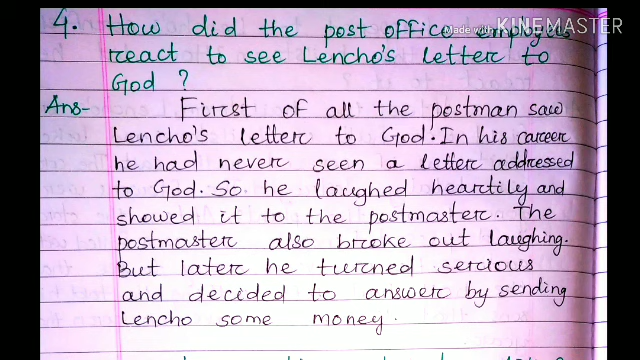 4. How did the post office employes
react to see Lencho's letter to
God ?
Made with KINEMASTER
Ans- First of all the postman saw
Lencho's letter to God. In his career
he had never seen a letter addressed
to God. So he laughed heartily and
showed it to the postmaster. The
postmaster also broke out laughing.
But later he turned serious
and decided to answer by sending
Lencho some money.